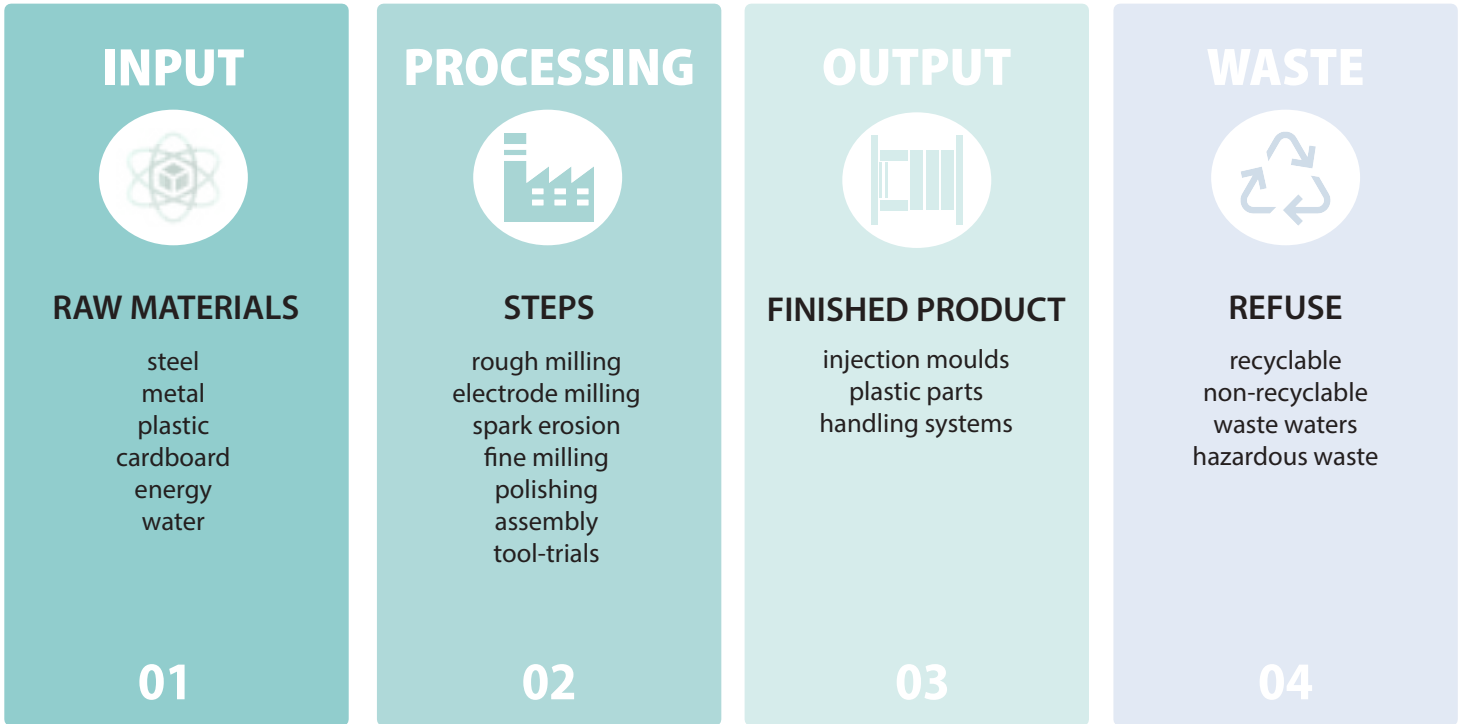 INPUT
RAW MATERIALS
steel
metal
plastic
cardboard
energy
water
01
PROCESSING
STEPS
rough milling
electrode milling
spark erosion
fine milling
polishing
assembly
tool-trials
02
OUTPUT
FINISHED PRODUCT
injection moulds
plastic parts
handling systems
03
WASTE
REFUSE
recyclable
non-recyclable
waste waters
hazardous waste
04